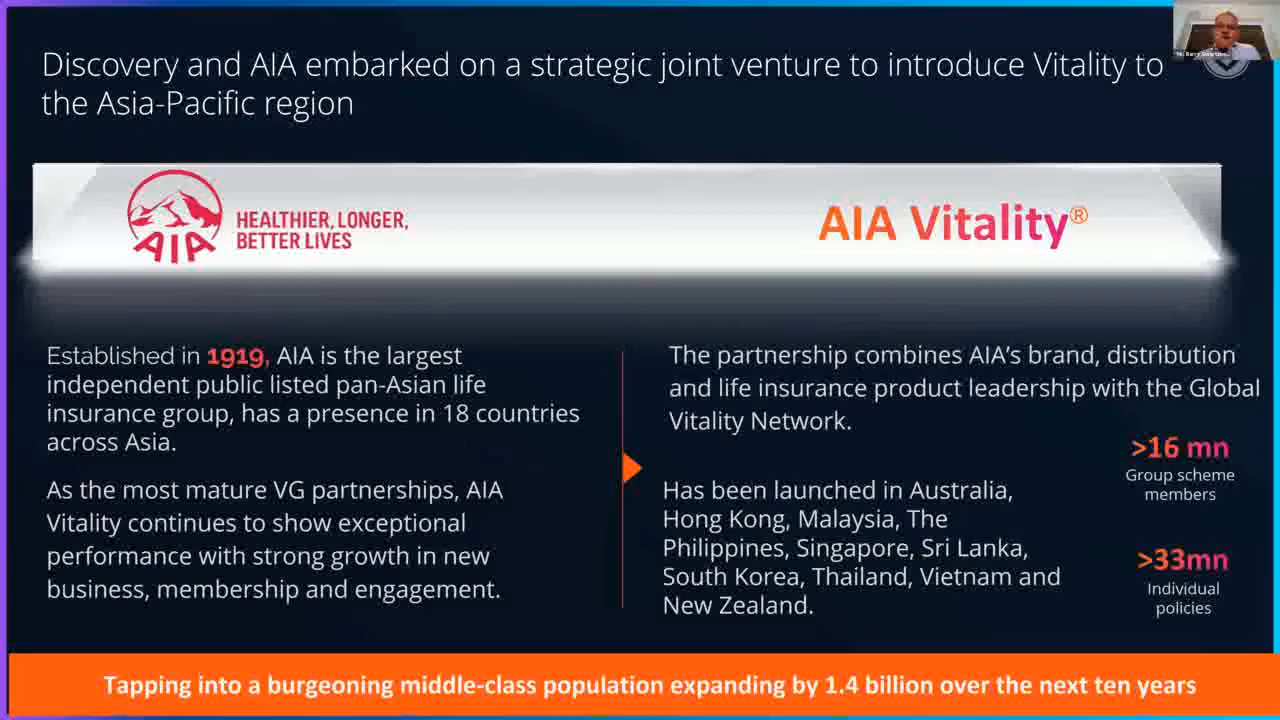 Discovery and AIA embarked on a strategic joint venture to introduce Vitality to
the Asia-Pacific region
AIA
HEALTHIER, LONGER,
BETTER LIVES
AIA Vitality®
Established in 1919, AIA is the largest
independent public listed pan-Asian life
insurance group, has a presence in 18 countries
across Asia.
As the most mature VG partnerships, AIA
Vitality continues to show exceptional
performance with strong growth in new
business, membership and engagement.
The partnership combines AIA's brand, distribution
and life insurance product leadership with the Global
Vitality Network.
Has been launched in Australia,
Hong Kong, Malaysia, The
Philippines, Singapore, Sri Lanka,
South Korea, Thailand, Vietnam and
New Zealand.
>16 mn
Group scheme
members
>33mn
Individual
policies
Tapping into a burgeoning middle-class population expanding by 1.4 billion over the next ten years